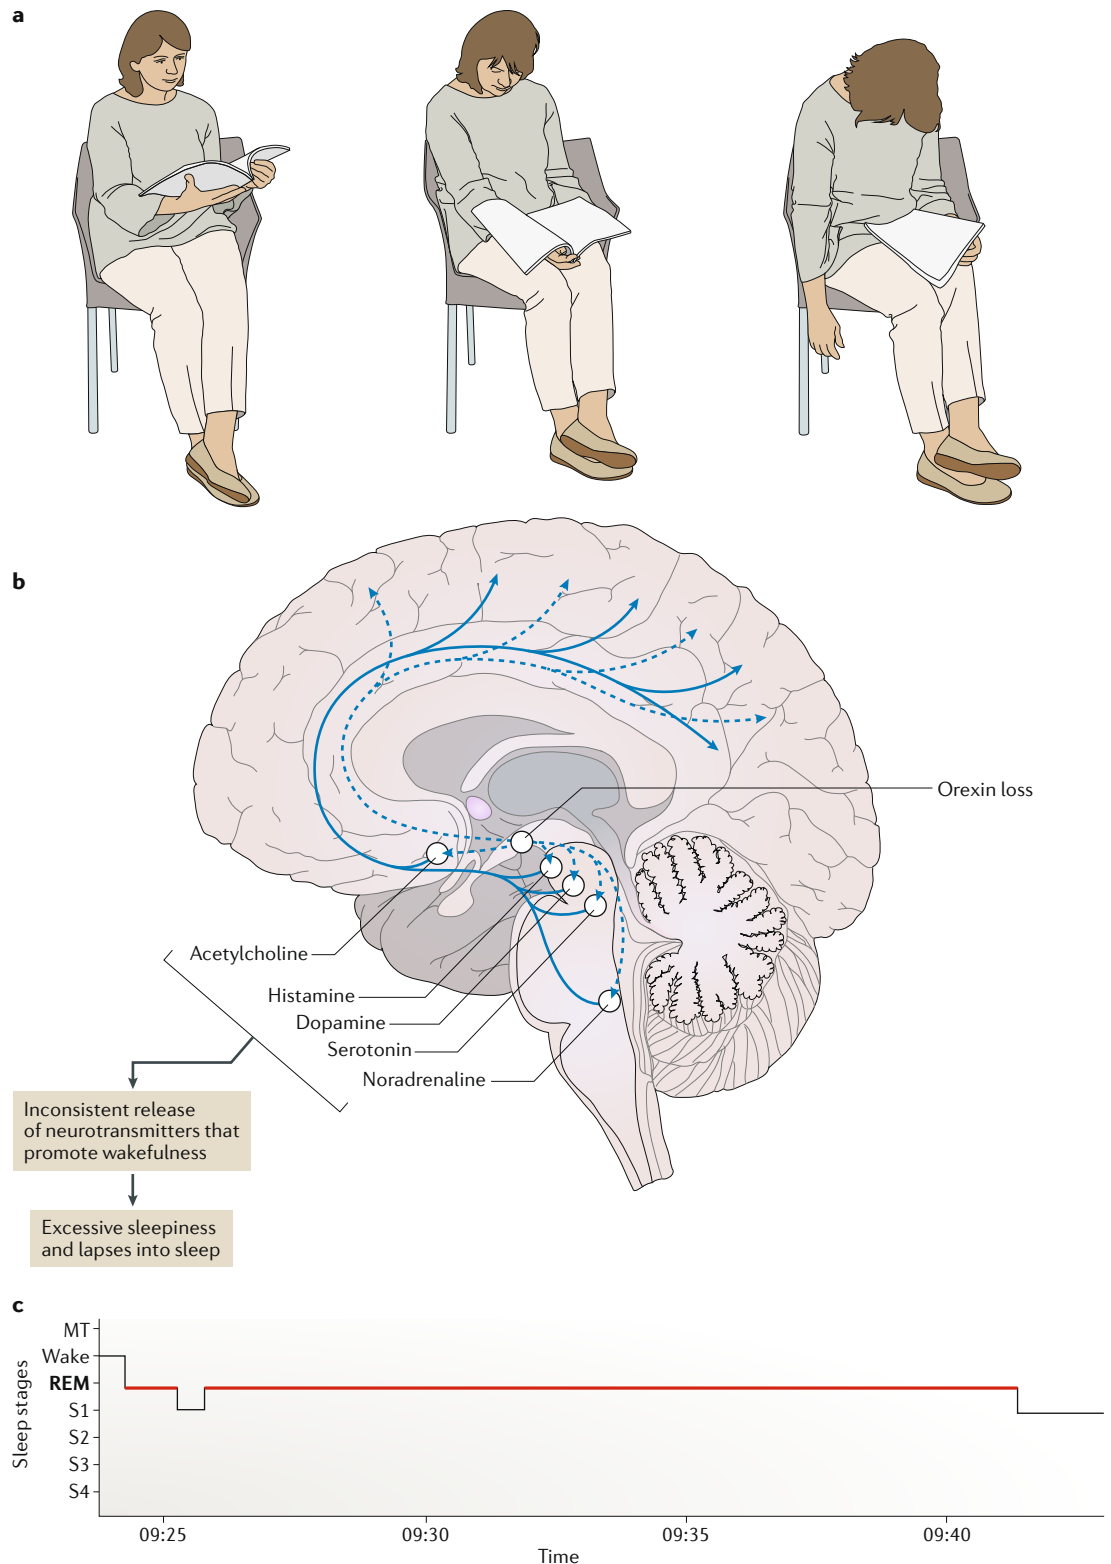 a
b
Orexin loss
Acetylcholine
Histamine
Dopamine
Serotonin
Noradrenaline
Inconsistent release
of neurotransmitters that
promote wakefulness
Excessive sleepiness
and lapses into sleep
c
Sleep stages
MT
Wake
REM
S1
S2
S3
S4
09:25 09:30 09:35 09:40
Time